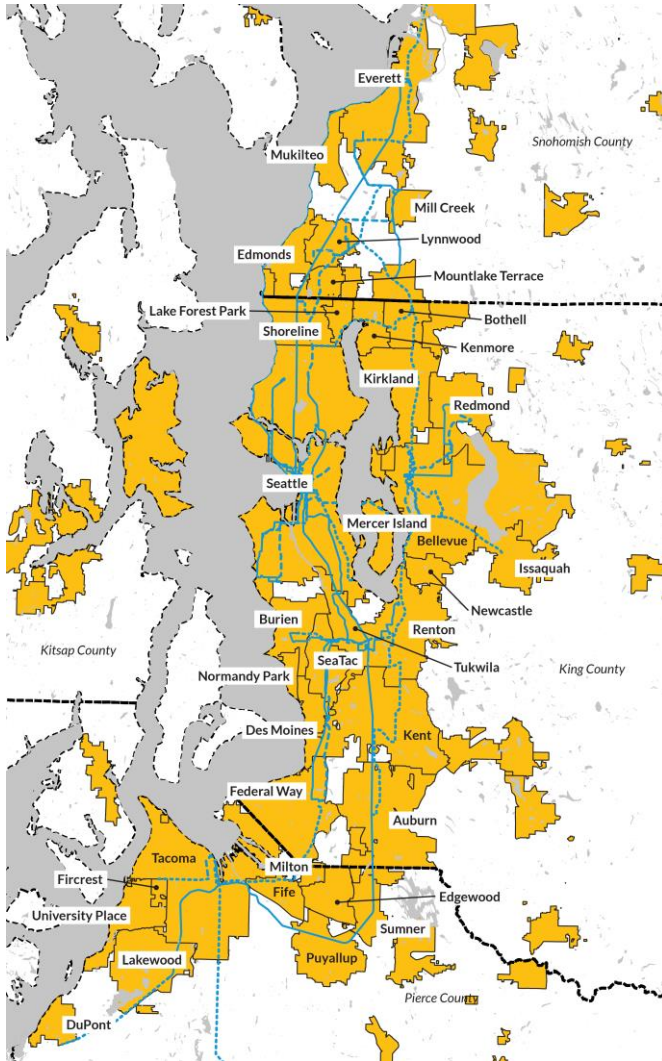 Everett
Snohomish County
Mukilteo
Mill Creek
Lynnwood
Edmonds
Mountlake Terrace
Lake Forest Park
Bothell
Shoreline
Kenmore
Kirkland
Redmond
Seattle
Mercer Island
Bellevue
Issaquah
Newcastle
Burien
Renton
Kitsap County
SeaTac
Tukwila
King County
Normandy Park
Des Moines
Kent
Federal Way
Auburn
Tacoma
Milton
Fircrest
Fife
Edgewood
University Place
Sumner
Lakewood
Puyallup
Pierce County
DuPont